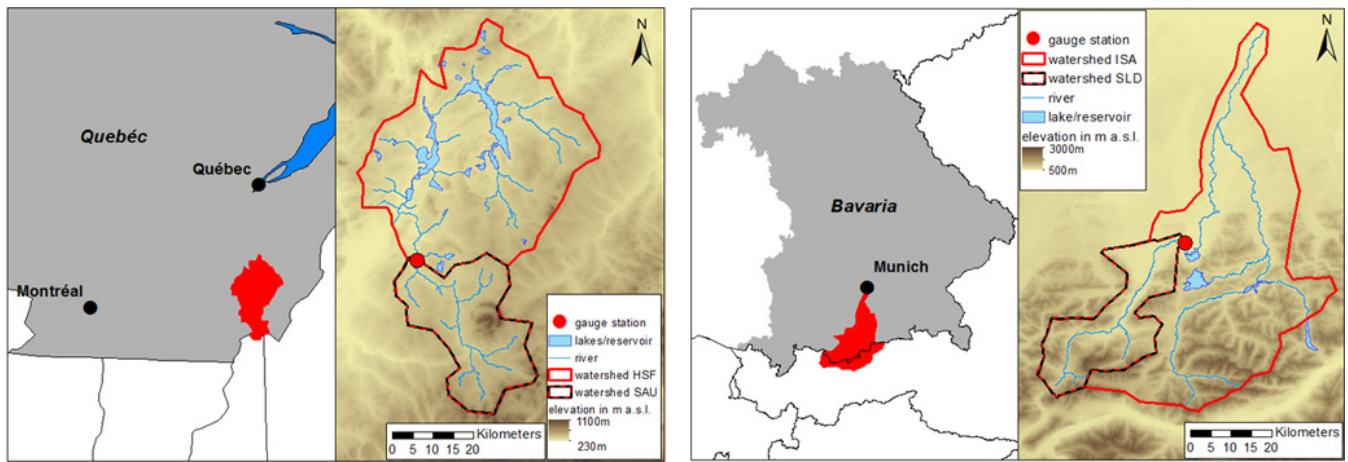 Quebéc
Québec
Montréal
N
gauge station
lakes/reservoir
river
watershed HSF
watershed SAU
elevation in m a.s.l.
1100m
230m
Kilometers
0 5 10 15 20
Bavaria
Munich
gauge station
watershed ISA
watershed SLD
river
lake/reservoir
elevation in m a.s.l.
3000m
500m
N
Kilometers
0 5 10 15 20